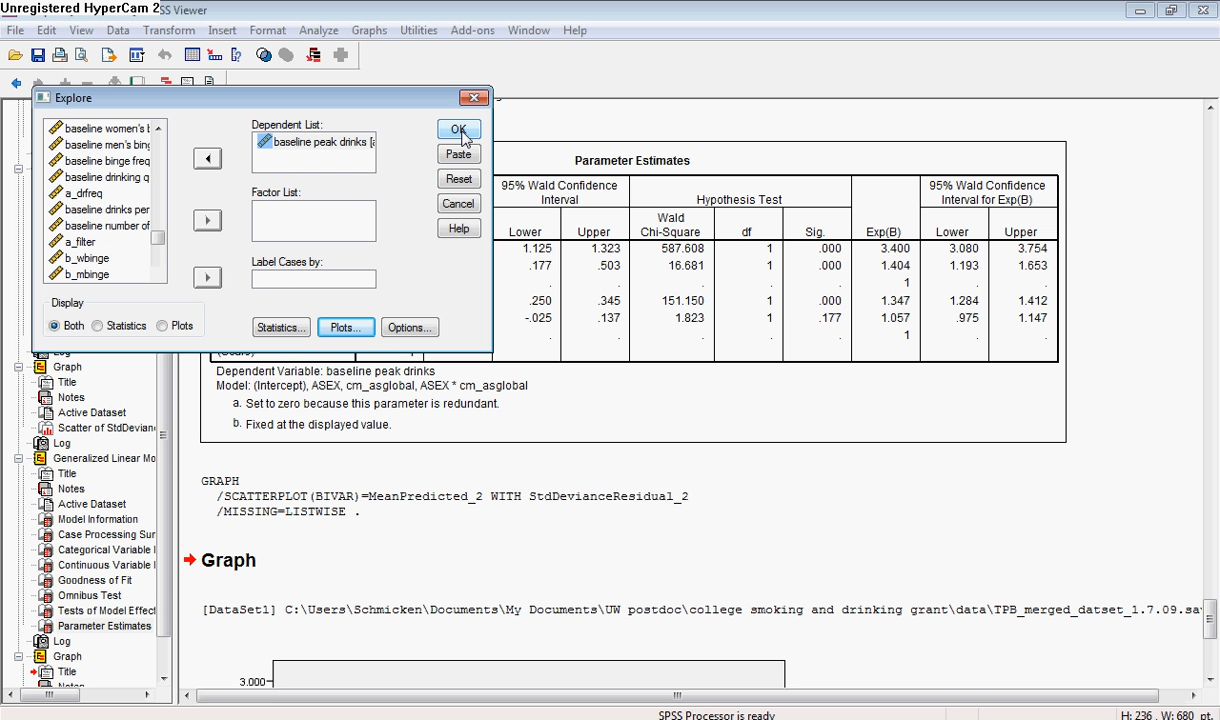 Unregistered HyperCam 2
SPSS Viewer
File Edit View Data Transform Insert Format Analyze Graphs Utilities Add-ons Window Help
Explore
baseline women's b
baseline men's bing
baseline binge freq
baseline drinking q
a_drfreq
baseline drinks per
baseline number of
a_filter
b_wbinge
b_mbinge
Dependent List:
baseline peak drinks [a
Factor List:
Label Cases by:
OK
Paste
Reset
Cancel
Help
Display
Both Statistics Plots
Statistics... Plots... Options...
Parameter Estimates
95% Wald Confidence Interval Hypothesis Test 95% Wald Confidence Interval for Exp(B)
Lower Upper Wald Chi-Square df Sig. Exp(B) Lower Upper
1.125 1.323 587.608 1 .000 3.400 3.080 3.754
.177 .503 16.681 1 .000 1.404 1.193 1.653
. . . . . 1 . .
.250 .345 151.150 1 .000 1.347 1.284 1.412
-.025 .137 1.823 1 .177 1.057 .975 1.147
. . . . . 1 . .
Dependent Variable: baseline peak drinks
Model: (Intercept), ASEX, cm_asglobal, ASEX * cm_asglobal
a. Set to zero because this parameter is redundant.
b. Fixed at the displayed value.
GRAPH
/SCATTERPLOT(BIVAR)=MeanPredicted_2 WITH StdDevianceResidual_2
/MISSING=LISTWISE .
Graph
[DataSet1] C:\Users\Schmicken\Documents\My Documents\UW postdoc\college smoking and drinking grant\data\TPB_merged_datset_1.7.09.sa
3.000
Log
Graph
Title
Notes
Active Dataset
Scatter of StdDevian
Log
Generalized Linear Mo
Title
Notes
Active Dataset
Model Information
Case Processing Sur
Categorical Variable I
Continuous Variable I
Goodness of Fit
Omnibus Test
Tests of Model Effect
Parameter Estimates
Log
Graph
Title
Notes
SPSS Processor is ready
H: 236 , W: 680 pt.